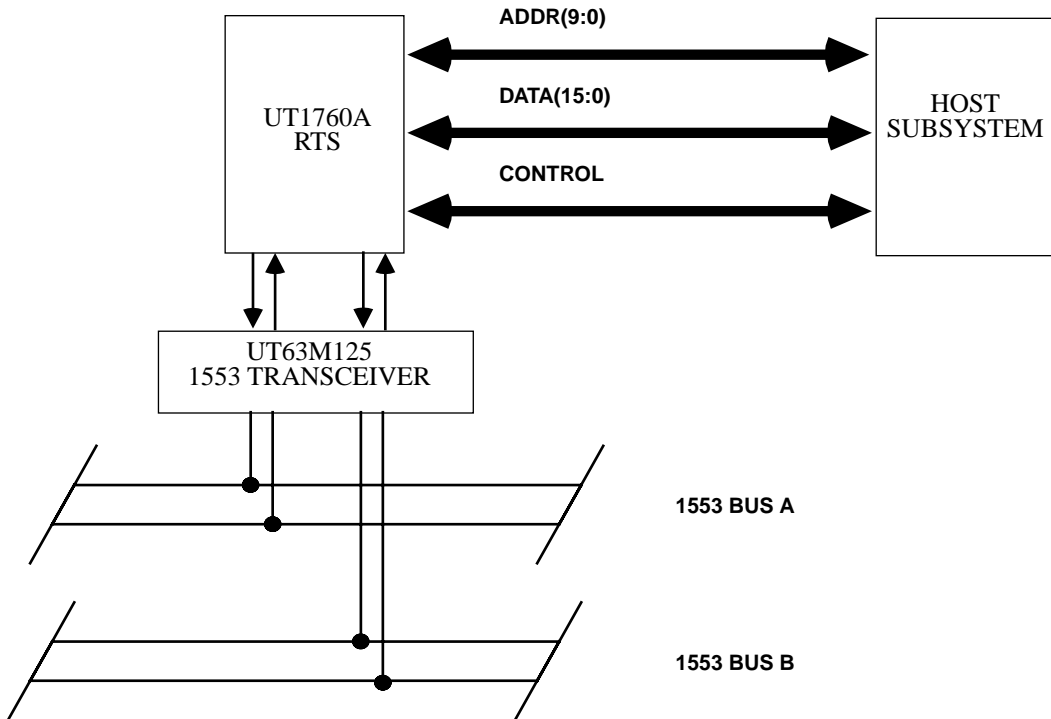 ADDR(9:0)
DATA(15:0)
CONTROL
UT1760A
RTS
HOST
SUBSYSTEM
UT63M125
1553 TRANSCEIVER
1553 BUS A
1553 BUS B